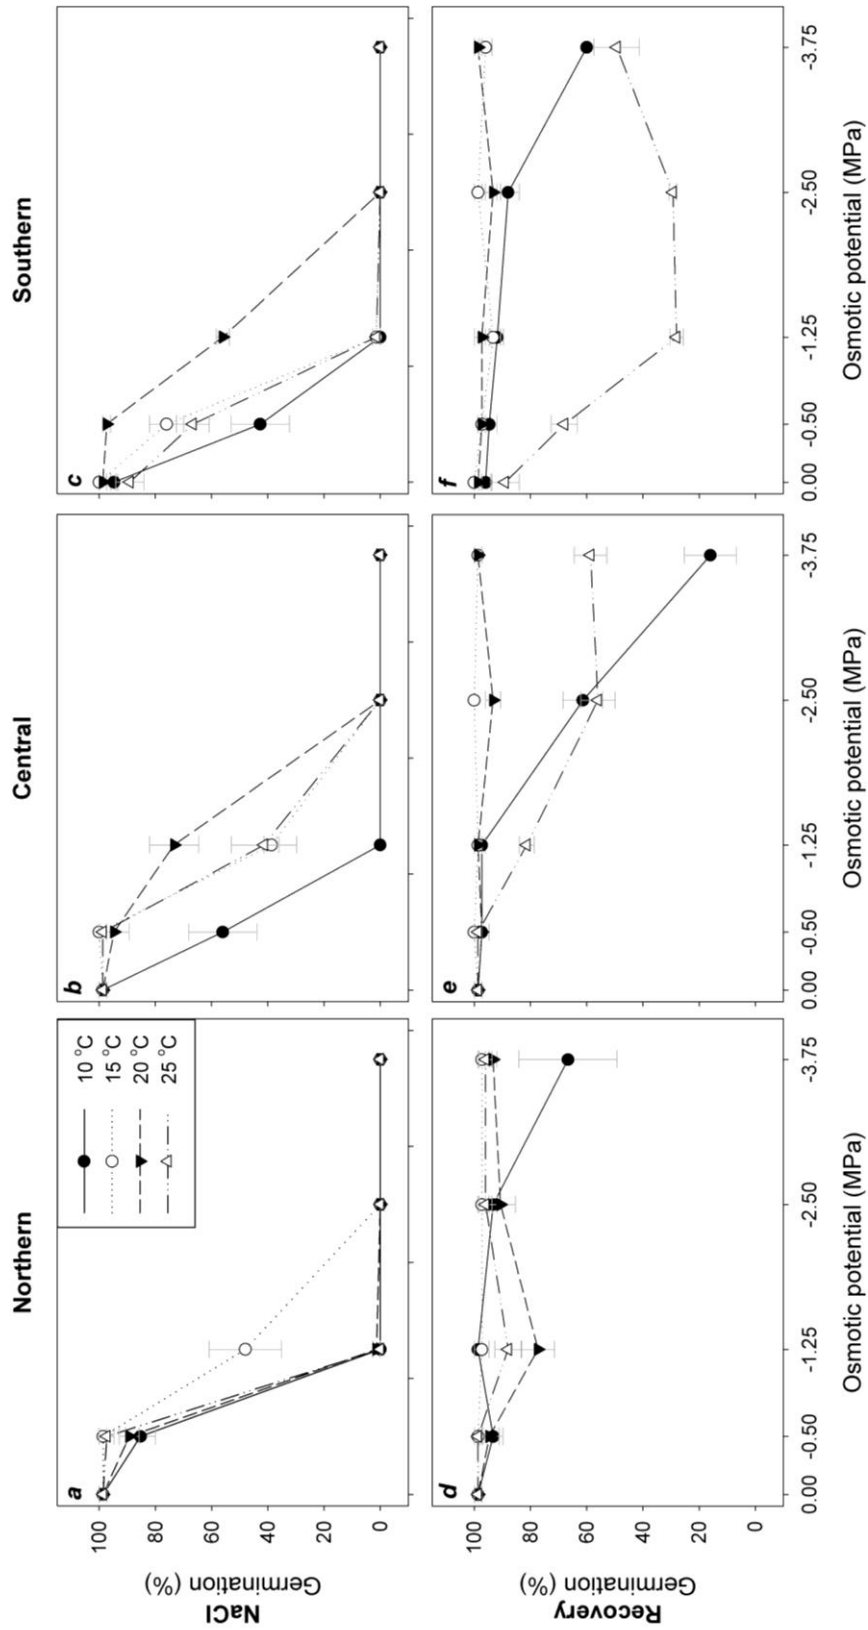 Northern
Central
Southern
a
10 °C
15 °C
20 °C
25 °C
b
c
100
80
60
40
20
0
Germination (%)
NaCl
d
e
f
100
80
60
40
20
0
Germination (%)
Recovery
0.00 -0.50 -1.25 -2.50 -3.75
0.00 -0.50 -1.25 -2.50 -3.75
0.00 -0.50 -1.25 -2.50 -3.75
Osmotic potential (MPa)
Osmotic potential (MPa)
Osmotic potential (MPa)